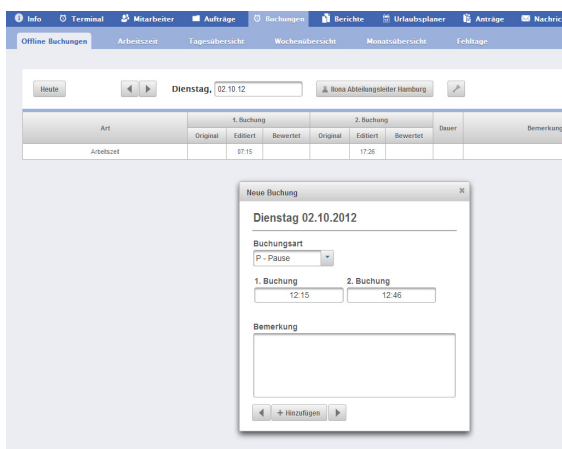 Info Terminal Mitarbeiter Aufträge Buchungen Berichte Urlaubsplaner Anträge Nachric
Offline Buchungen Arbeitszeit Tagesübersicht Wochenübersicht Monatsübersicht Fehltage
Heute Dienstag, 02.10.12 Ilona Abteilungsleiter Hamburg
Art 1. Buchung 2. Buchung Dauer Bemerkung
Original Editiert Bewertet Original Editiert Bewertet
Arbeitszeit 07:15 17:26
Neue Buchung
Dienstag 02.10.2012
Buchungsart
P - Pause
1. Buchung 2. Buchung
12:15 12:46
Bemerkung
+ Hinzufügen